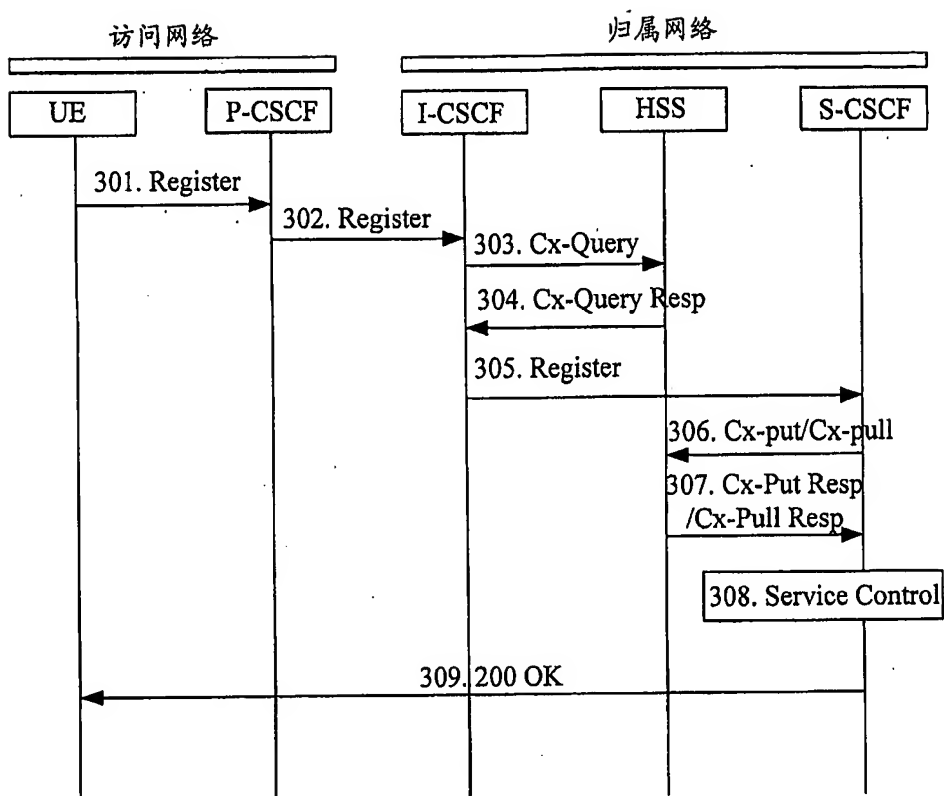 访问网络
归属网络
UE
P-CSCF
I-CSCF
HSS
S-CSCF
301. Register
302. Register
303. Cx-Query
304. Cx-Query Resp
305. Register
306. Cx-put/Cx-pull
307. Cx-Put Resp
/Cx-Pull Resp
308. Service Control
309. 200 OK